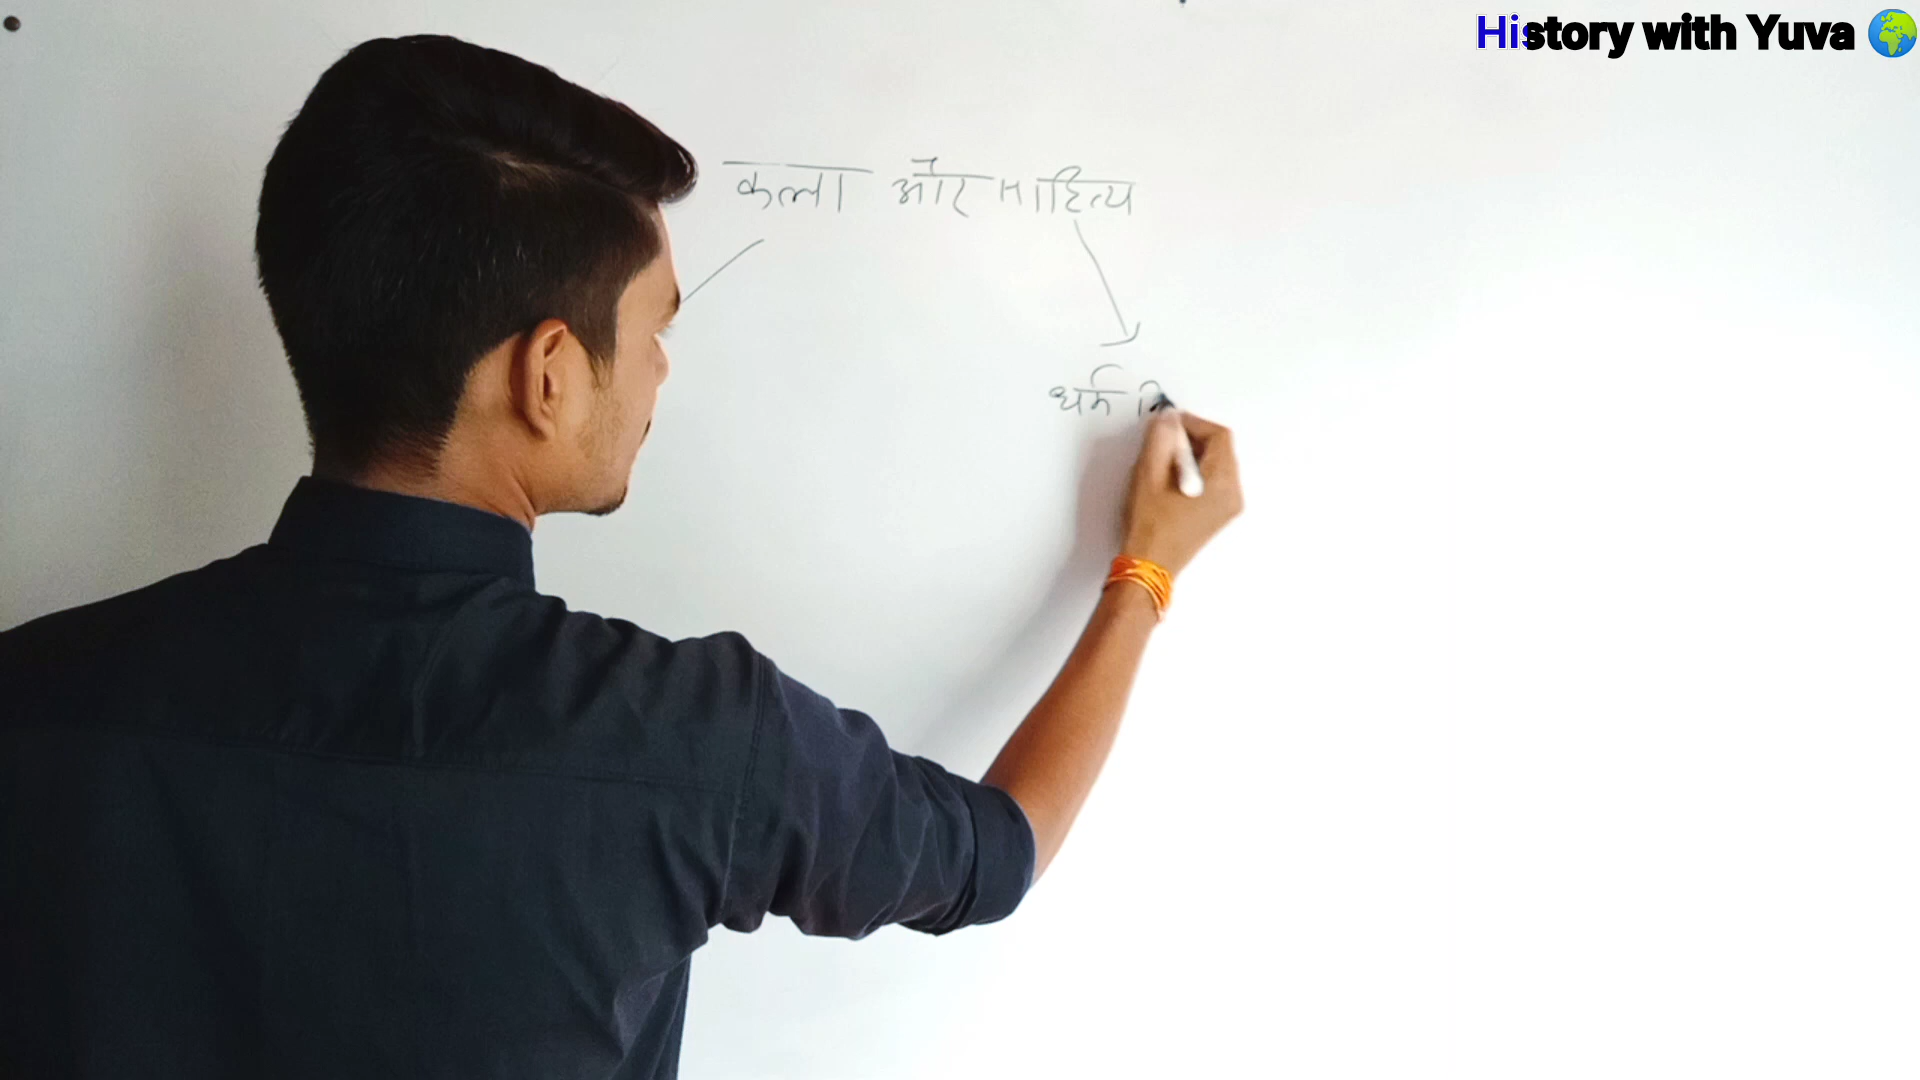 History with Yuva
कला और साहित्य
धर्म